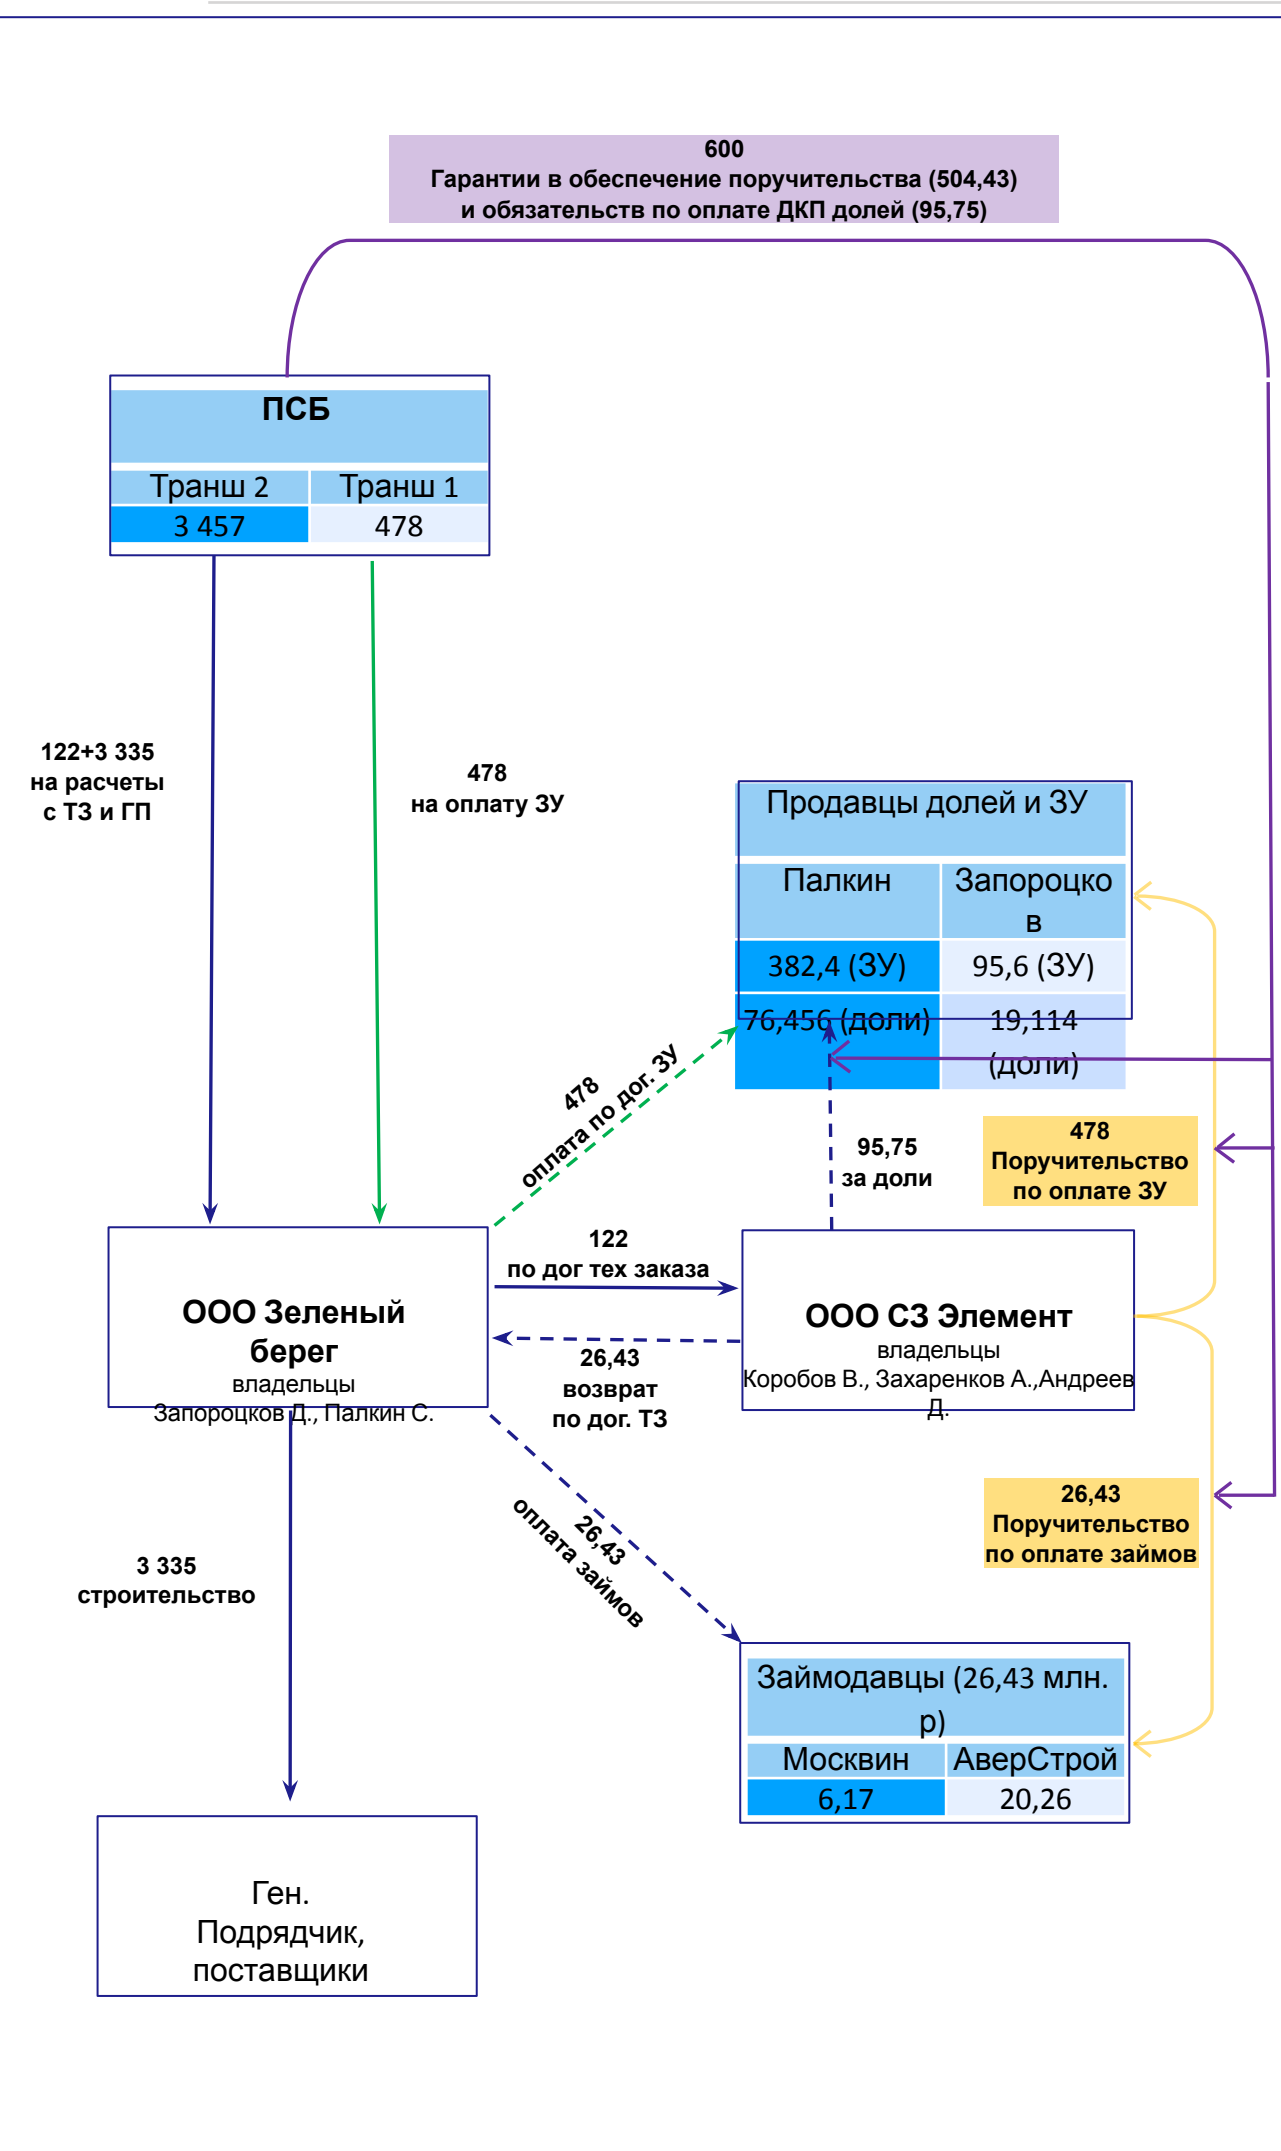 600
Гарантии в обеспечение поручительства (504,43)
и обязательств по оплате ДКП долей (95,75)
ПСБ
Транш 2 Транш 1
3 457 478
122+3 335
на расчеты
с ТЗ и ГП
478
на оплату ЗУ
Продавцы долей и ЗУ
Палкин Запороцко
в
382,4 (ЗУ) 95,6 (ЗУ)
76,456 (доли) 19,114
(доли)
478
оплата по дог. ЗУ
95,75
за доли
478
Поручительство
по оплате ЗУ
122
по дог тех заказа
ООО Зеленый
берег
владельцы
Запороцков Д., Палкин С.
ООО СЗ Элемент
владельцы
Коробов В., Захаренков А.,Андреев
Д.
26,43
возврат
по дог. ТЗ
26,43
оплата займов
26,43
Поручительство
по оплате займов
3 335
строительство
Займодавцы (26,43 млн.
р)
Москвин АверСтрой
6,17 20,26
Ген.
Подрядчик,
поставщики